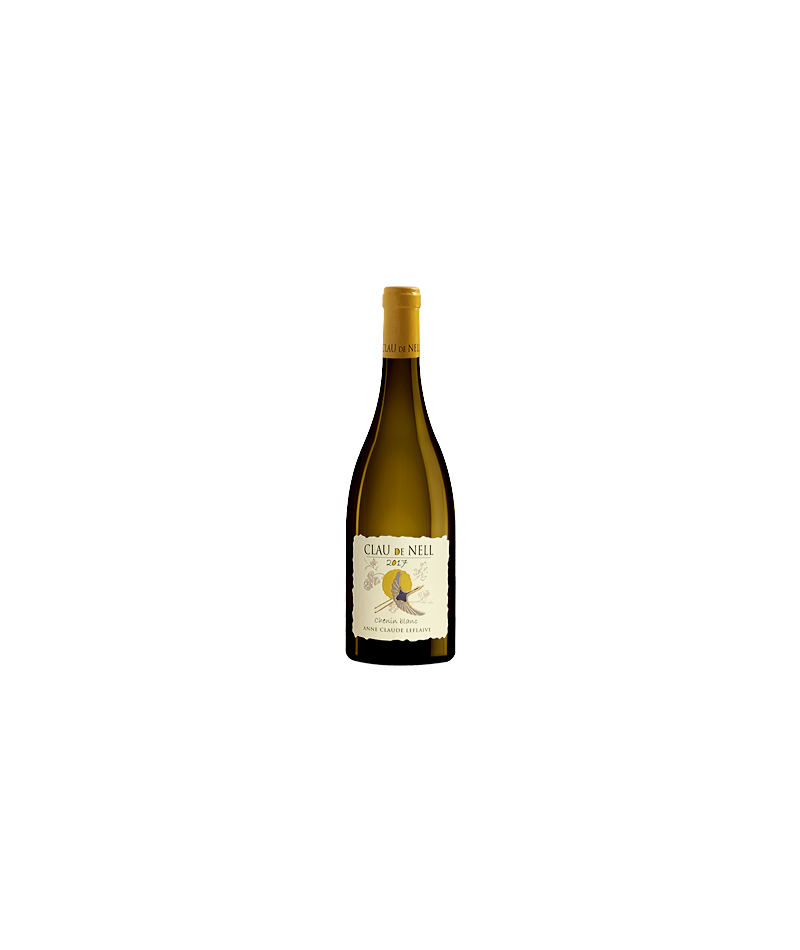 CLAU DE NELL
CLAU DE NELL
2017
Chenin blanc
ANNE CLAUDE LEFLAIVE